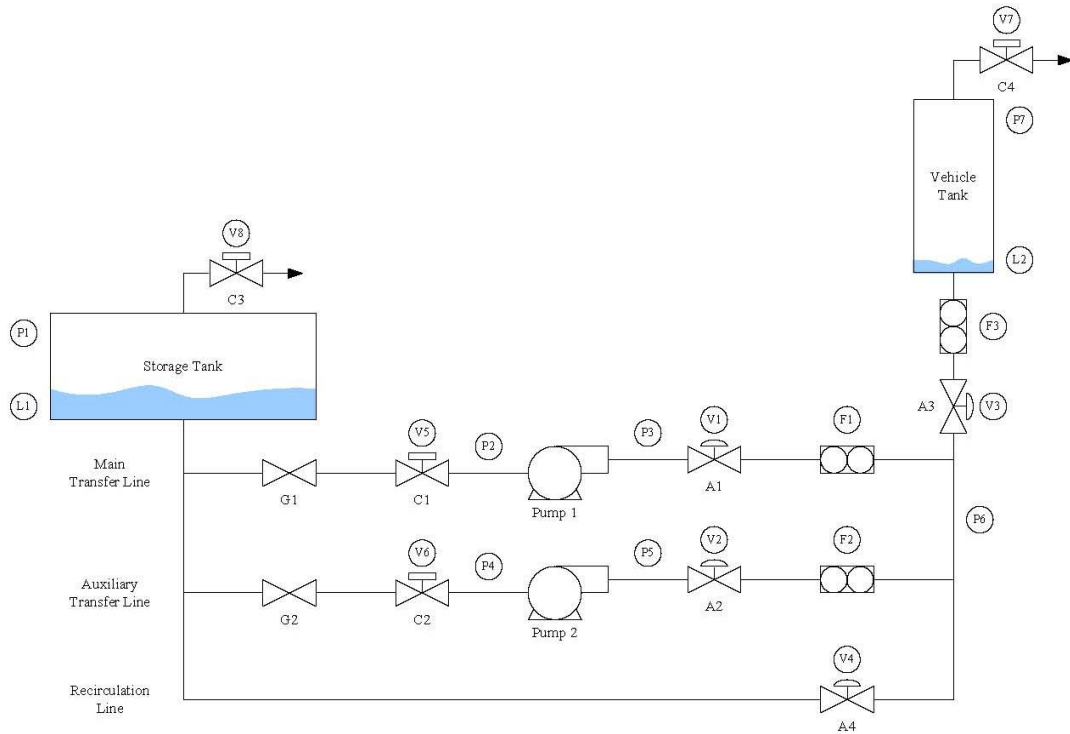 V7
C4
P7
Vehicle
Tank
L2
V8
C3
P1
Storage Tank
L1
F3
A3
V3
Main
Transfer Line
G1
V5
C1
P2
Pump 1
P3
V1
A1
F1
P6
Auxiliary
Transfer Line
G2
V6
C2
P4
Pump 2
P5
V2
A2
F2
Recirculation
Line
V4
A4